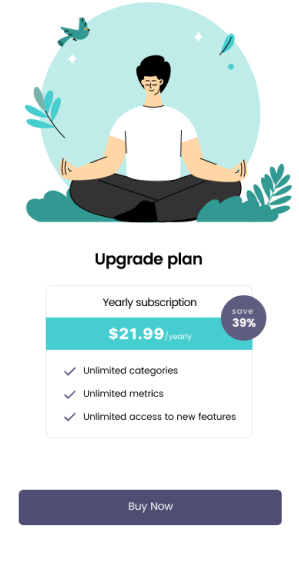 Upgrade plan
Yearly subscription
save
39%
$21.99/yearly
Unlimited categories
Unlimited metrics
Unlimited access to new features
Buy Now